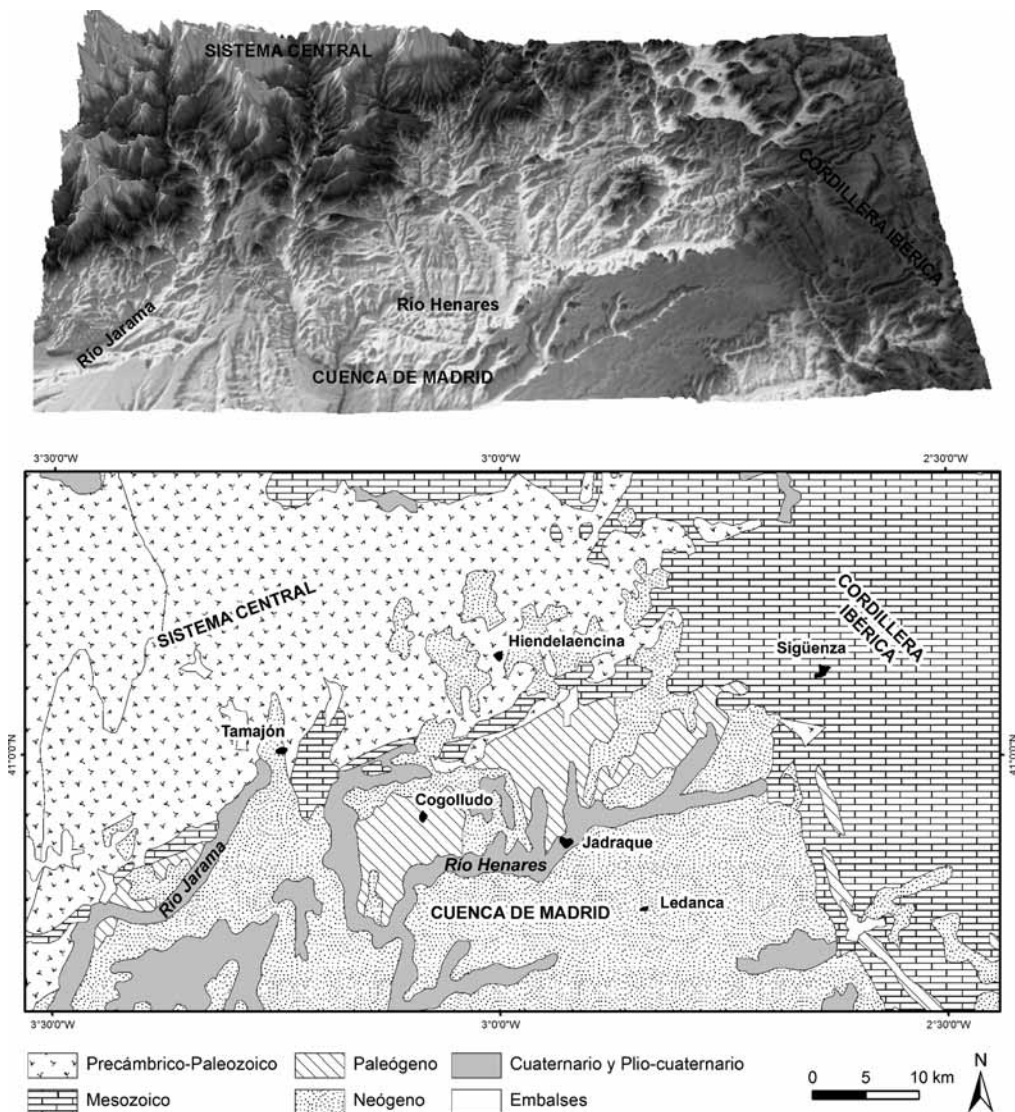 SISTEMA CENTRAL
CORDILLERA IBÉRICA
Río Henares
Río Jarama
CUENCA DE MADRID
3°30'0"W
3°0'0"W
2°30'0"W
SISTEMA CENTRAL
CORDILLERA
IBÉRICA
Hiendelaencina
Sigüenza
Tamajón
41°0'0"N
41°0'0"N
Cogolludo
Jadraque
Río Henares
Río Jarama
CUENCA DE MADRID
Ledanca
3°30'0"W
3°0'0"W
2°30'0"W
Precámbrico-Paleozoico
Paleógeno
Cuaternario y Plio-cuaternario
N
Mesozoico
Neógeno
Embalses
0 5 10 km